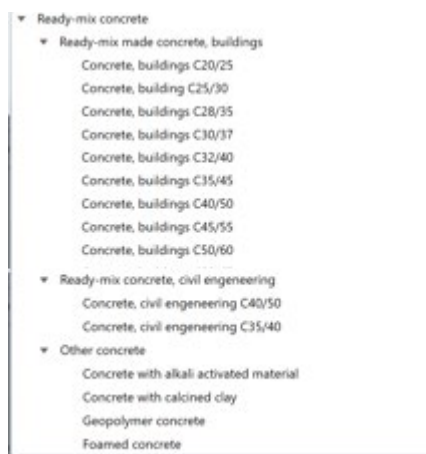 Ready-mix concrete
Ready-mix made concrete, buildings
Concrete, buildings C20/25
Concrete, building C25/30
Concrete, buildings C28/35
Concrete, buildings C30/37
Concrete, buildings C32/40
Concrete, buildings C35/45
Concrete, buildings C40/50
Concrete, buildings C45/55
Concrete, buildings C50/60
Ready-mix concrete, civil engeneering
Concrete, civil engeneering C40/50
Concrete, civil engeneering C35/40
Other concrete
Concrete with alkali activated material
Concrete with calcined clay
Geopolymer concrete
Foamed concrete